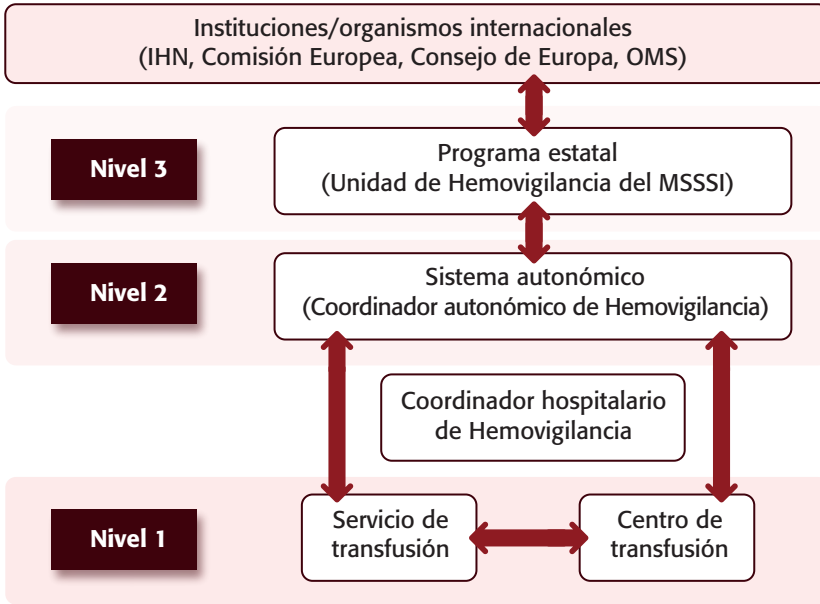 Instituciones/organismos internacionales
(IHN, Comisión Europea, Consejo de Europa, OMS)
Nivel 3
Programa estatal
(Unidad de Hemovigilancia del MSSSI)
Nivel 2
Sistema autonómico
(Coordinador autonómico de Hemovigilancia)
Coordinador hospitalario
de Hemovigilancia
Nivel 1
Servicio de
transfusión
Centro de
transfusión